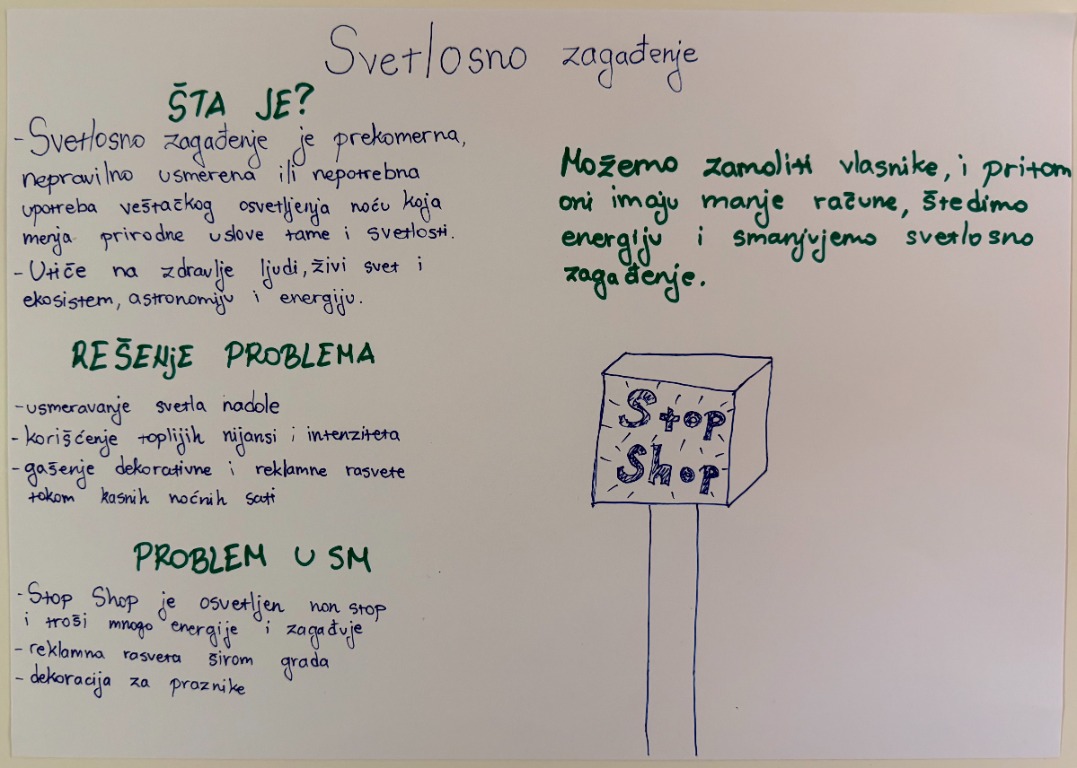 Svetlosno zagađenje
ŠTA JE?
- Svetlosno zagađenje je prekomerna,
nepravilno usmerena ili nepotrebna
upotreba veštačkog osvetljenja noću koja
menja prirodne uslove tame i svetlosti.
- Utiče na zdravlje ljudi, živi svet i
ekosistem, astronomiju i energiju.
REŠENjE PROBLEMA
- usmeravanje svetla nadole
- korišćenje toplijih nijansi i intenziteta
- gašenje dekorativne i reklamne rasvete
tokom kasnih noćnih sati
PROBLEM U SM
- Stop Shop je osvetljen non stop
i troši mnogo energije i zagađuje
- reklamna rasveta širom grada
- dekoracija za praznike
Možemo zamoliti vlasnike, i pritom
oni imaju manje račune, štedimo
energiju i smanjujemo svetlosno
zagađenje.
Stop
Shop